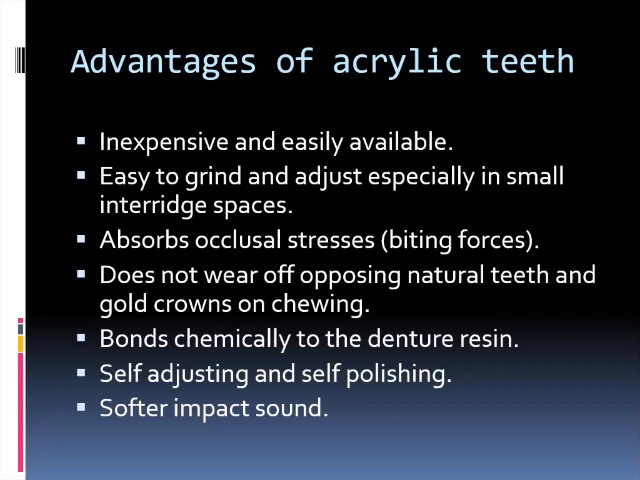 Advantages of acrylic teeth
▪ Inexpensive and easily available.
▪ Easy to grind and adjust especially in small
interridge spaces.
▪ Absorbs occlusal stresses (biting forces).
▪ Does not wear off opposing natural teeth and
gold crowns on chewing.
▪ Bonds chemically to the denture resin.
▪ Self adjusting and self polishing.
▪ Softer impact sound.